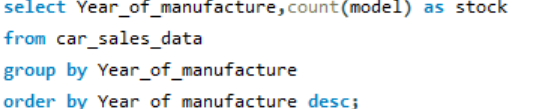 select Year_of_manufacture,count(model) as stock
from car_sales_data
group by Year_of_manufacture
order by Year_of_manufacture desc;